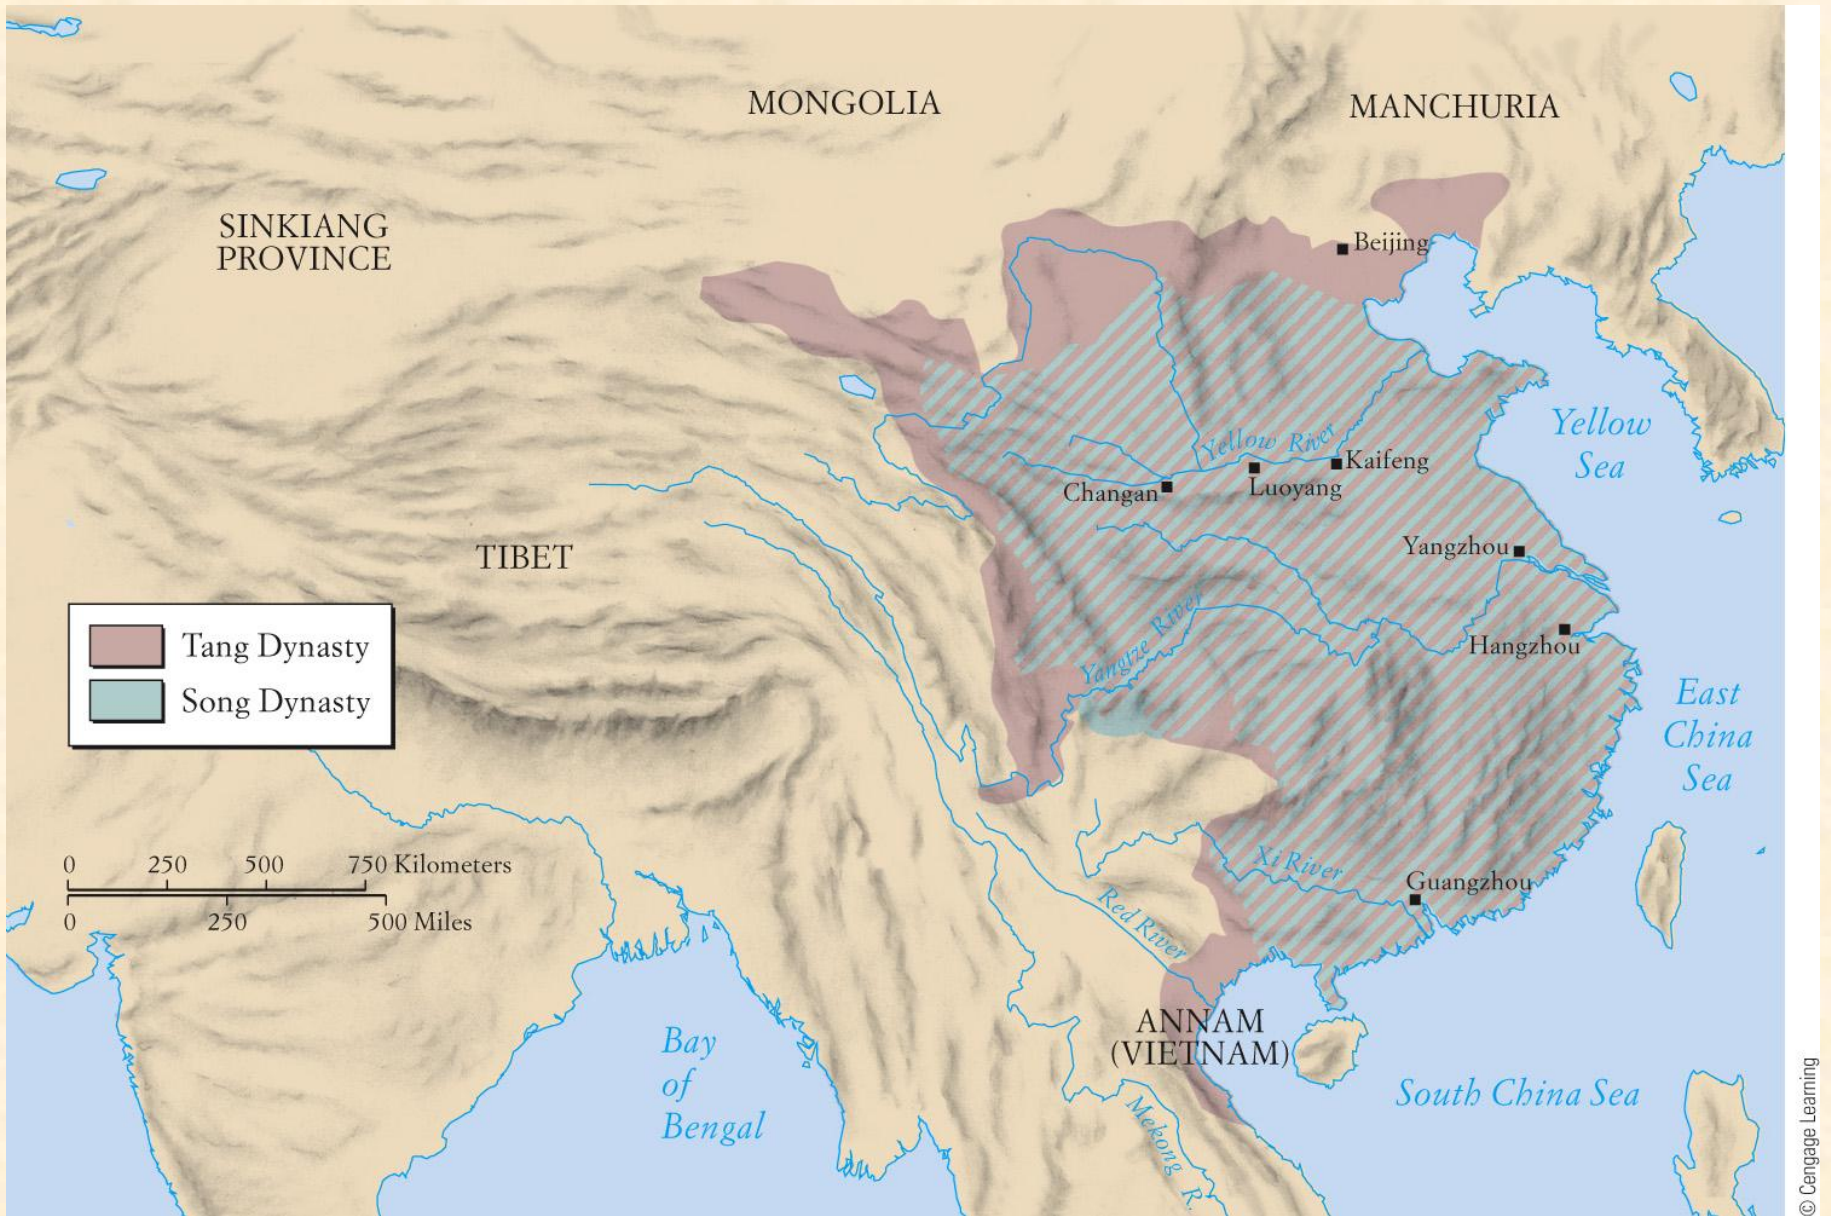 MONGOLIA
MANCHURIA
SINKIANG
PROVINCE
Beijing
Yellow
Sea
Yellow River
Kaifeng
Changan
Luoyang
TIBET
Yangzhou
Tang Dynasty
Song Dynasty
Yangtze River
Hangzhou
East
China
Sea
0 250 500 750 Kilometers
0 250 500 Miles
Xi River
Guangzhou
Red River
ANNAM
(VIETNAM)
Bay
of
Bengal
South China Sea
Mekong R.
© Cengage Learning